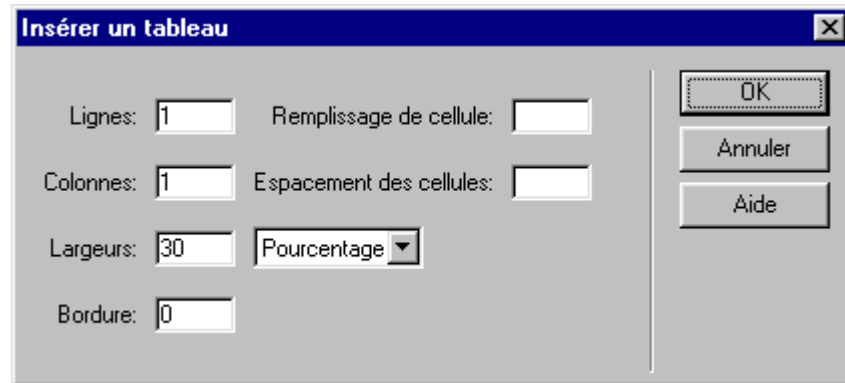 Insérer un tableau
Lignes: 1 Remplissage de cellule:
Colonnes: 1 Espacement des cellules:
Largeurs: 30 Pourcentage
Bordure: 0
OK
Annuler
Aide